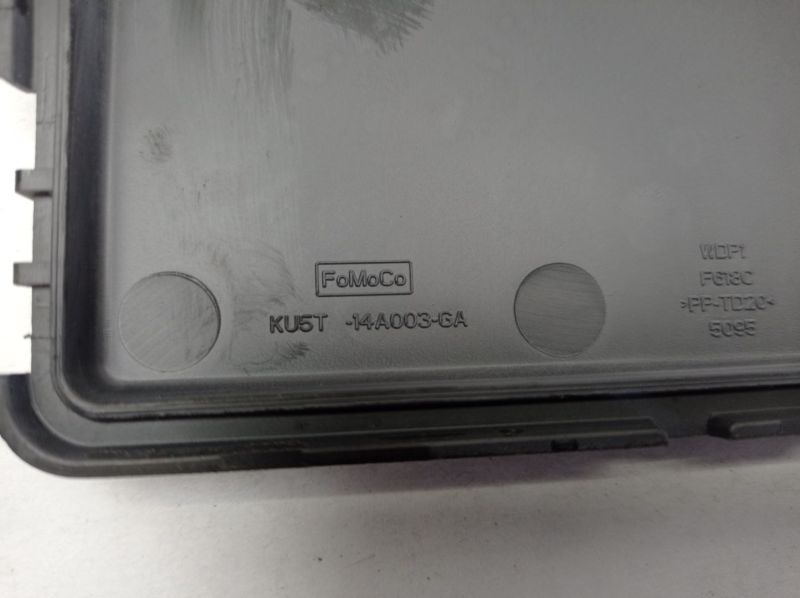 FoMoCo
KU5T -14A003-GA
WDP1
F618C
>PP-TD20<
5095